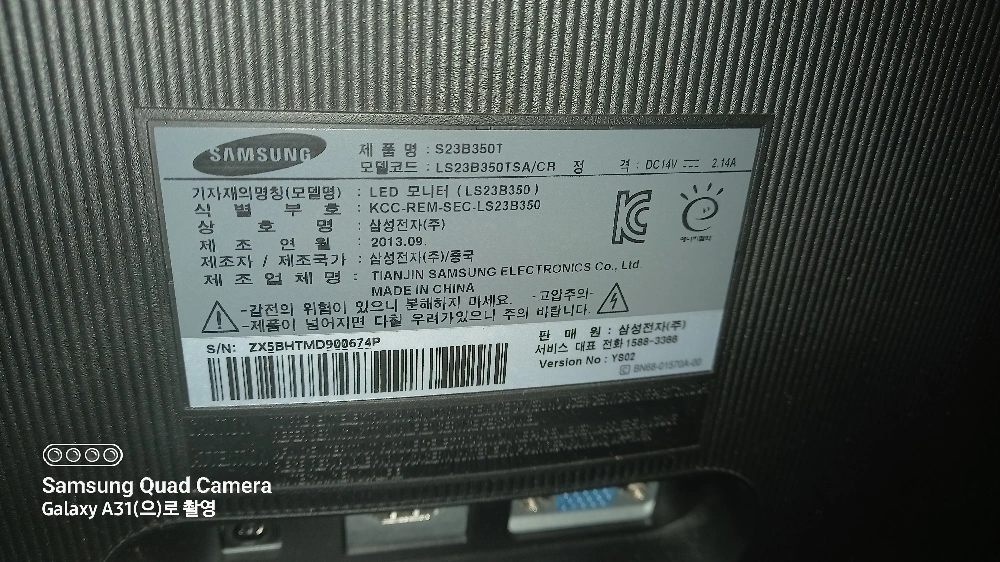 SAMSUNG
제 품 명 : S23B350T
모델코드 : LS23B350TSA/CR 정 격 : DC14V 2.14A
기자재의명칭(모델명) : LED 모니터 (LS23B350)
식 별 부 호 : KCC-REM-SEC-LS23B350
상 호 명 : 삼성전자(주)
제 조 연 월 : 2013.09.
제조자 / 제조국가 : 삼성전자(주)/중국
제 조 업 체 명 : TIANJIN SAMSUNG ELECTRONICS Co., Ltd
MADE IN CHINA
-감전의 위험이 있으니 분해하지 마세요. -고압주의-
-제품이 넘어지면 다칠 우려가있으니 주의 바랍니다.
S/N: ZX5BHTMD900674P
판 매 원 : 삼성전자(주)
서비스 대표 전화 1588-3366
Version No : YS02
BN68-01570A-00
Samsung Quad Camera
Galaxy A31(으)로 촬영